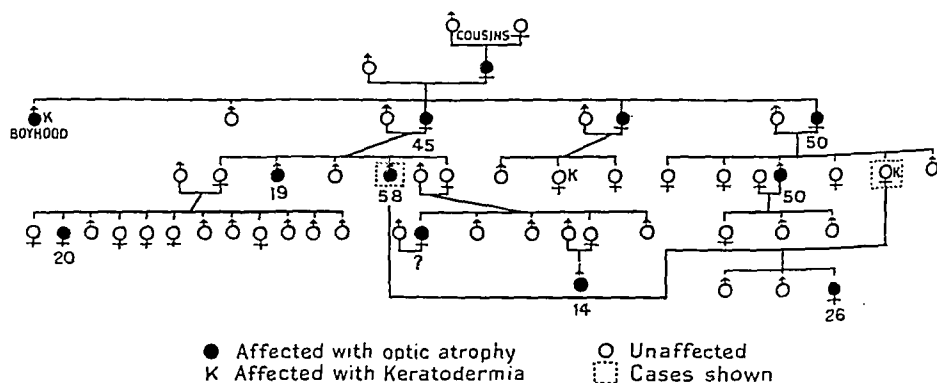 COUSINS
K
BOYHOOD
45
50
K
K
19
58
50
20
?
14
26
Affected with optic atrophy
Unaffected
K Affected with Keratodermia
Cases shown